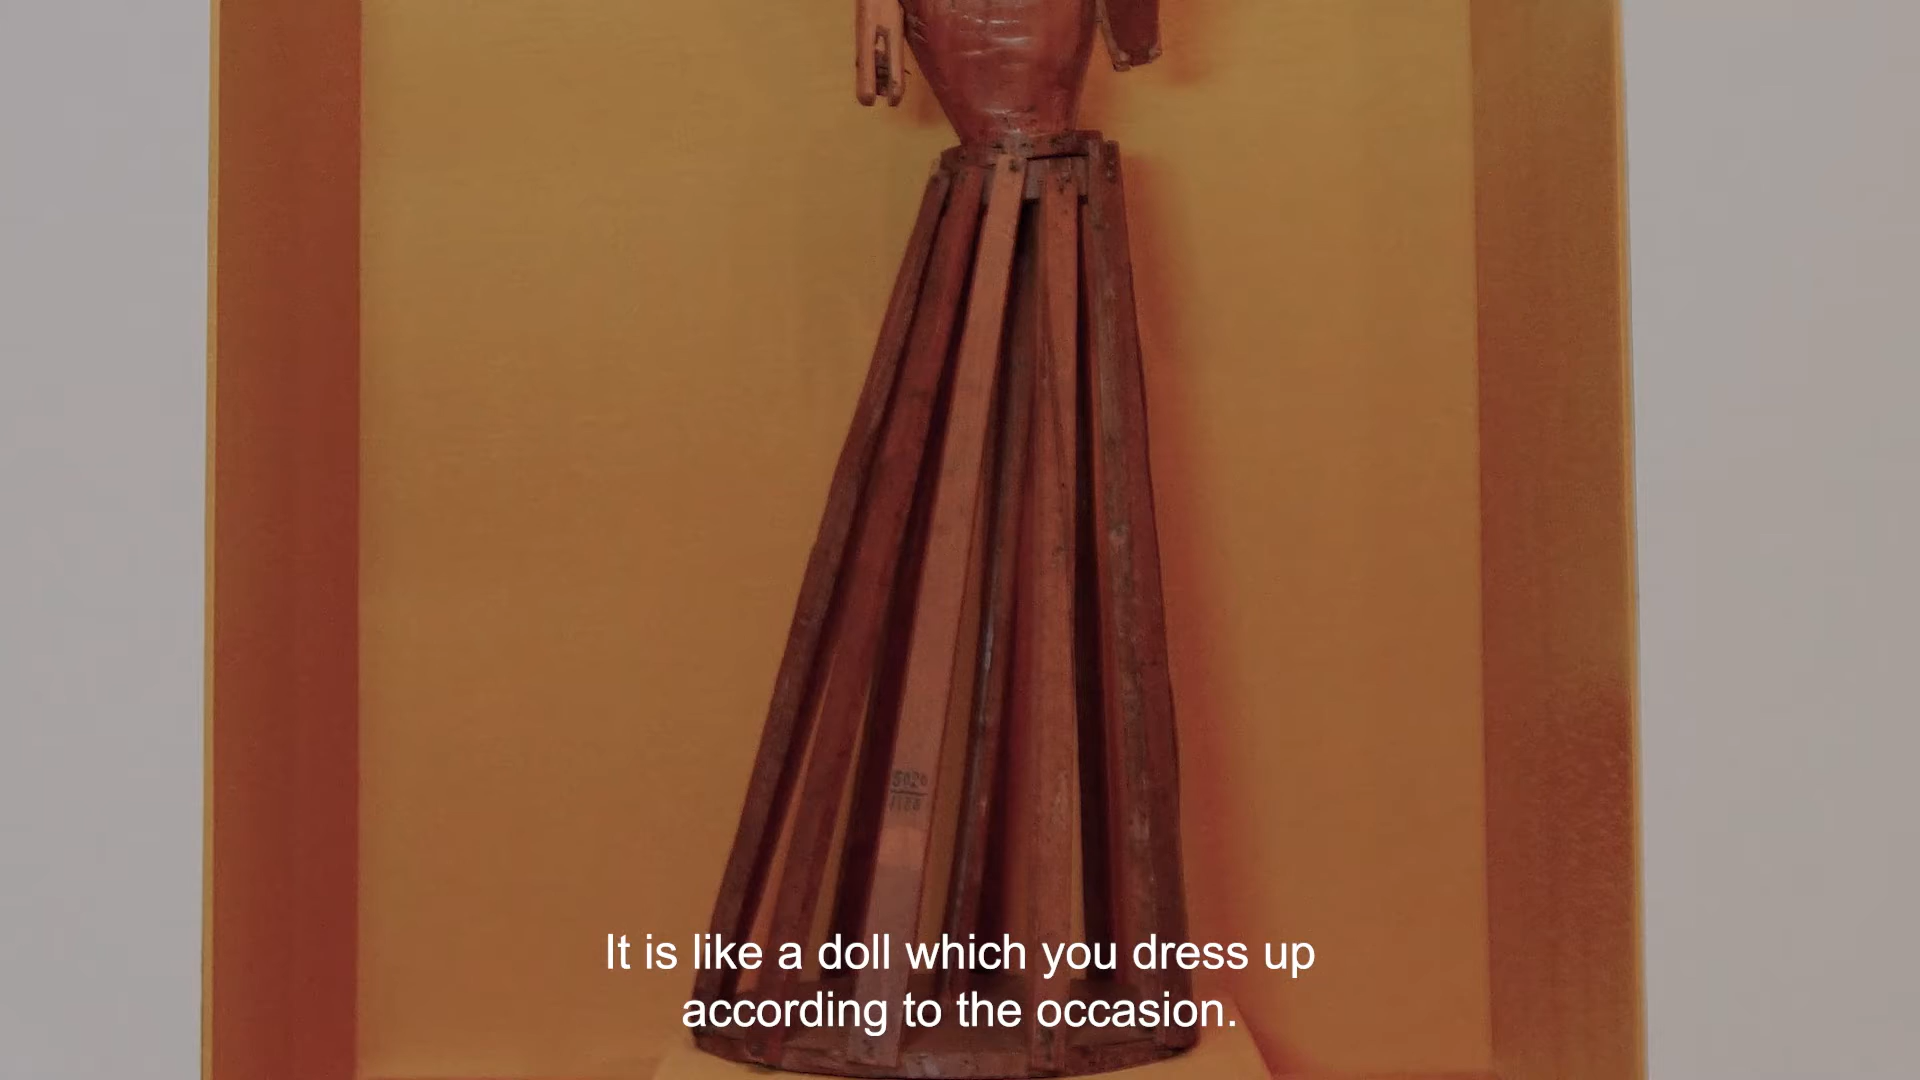 It is like a doll which you dress up
according to the occasion.